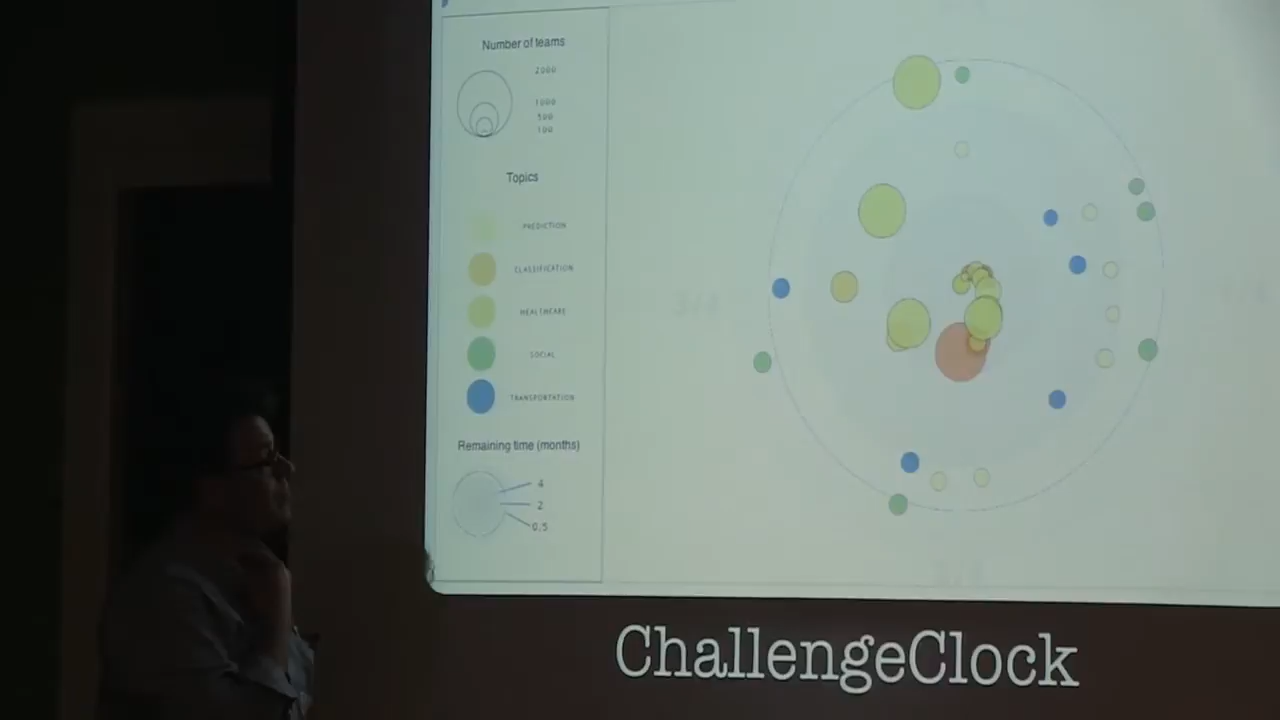 Number of teams
2000
1000
500
100
Topics
PREDICTION
CLASSIFICATION
HEALTHCARE
SOCIAL
TRANSPORTATION
Remaining time (months)
4
2
0.5
ChallengeClock